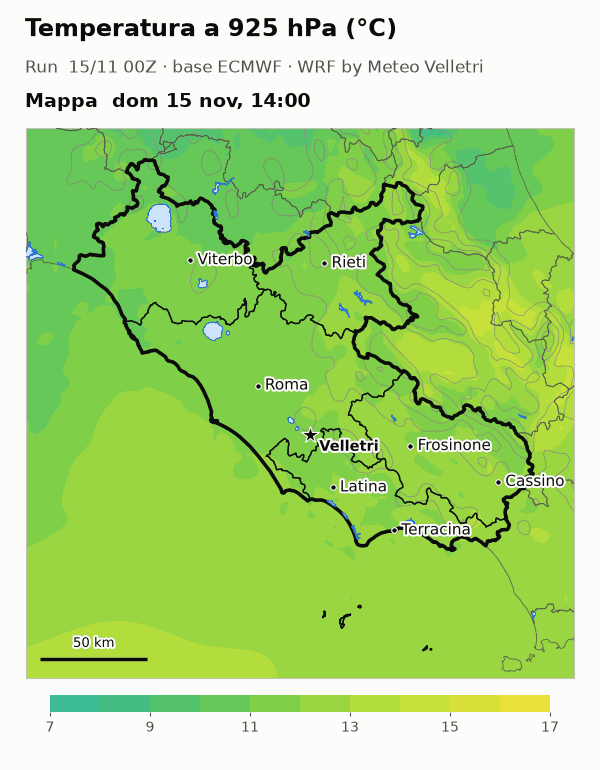 Temperatura a 925 hPa (°C)
Run  15/11 00Z · base ECMWF · WRF by Meteo Velletri
Mappa  dom 15 nov, 14:00
Viterbo
Rieti
Roma
Velletri
Frosinone
Cassino
Latina
Terracina
50 km
7 9 11 13 15 17